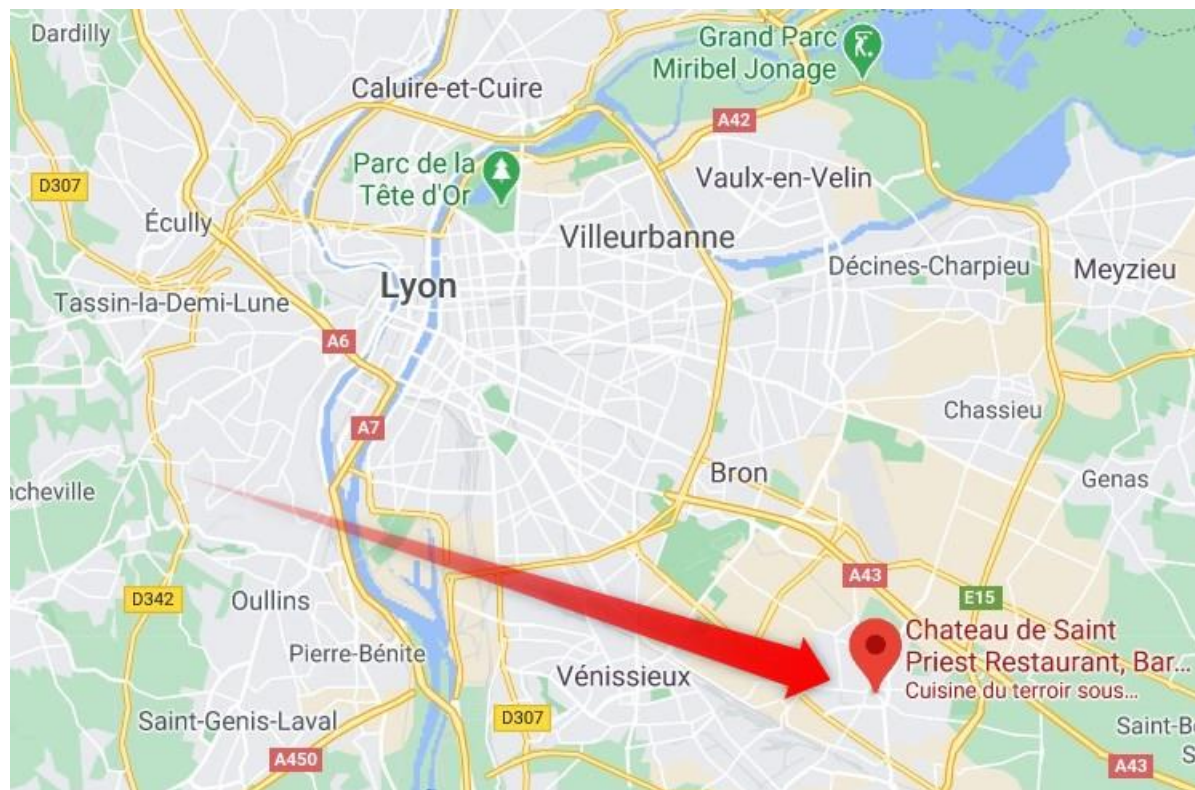 Dardilly
Grand Parc
Miribel Jonage
Caluire-et-Cuire
A42
Parc de la
Tête d'Or
Vaulx-en-Velin
D307
Écully
Villeurbanne
Décines-Charpieu
Meyzieu
Lyon
Tassin-la-Demi-Lune
A6
Chassieu
A7
Bron
Genas
ncheville
A43
D342
Oullins
E15
Chateau de Saint
Priest Restaurant, Bar...
Cuisine du terroir sous...
Pierre-Bénite
Vénissieux
Saint-Genis-Laval
D307
Saint-B
S
A450
A43